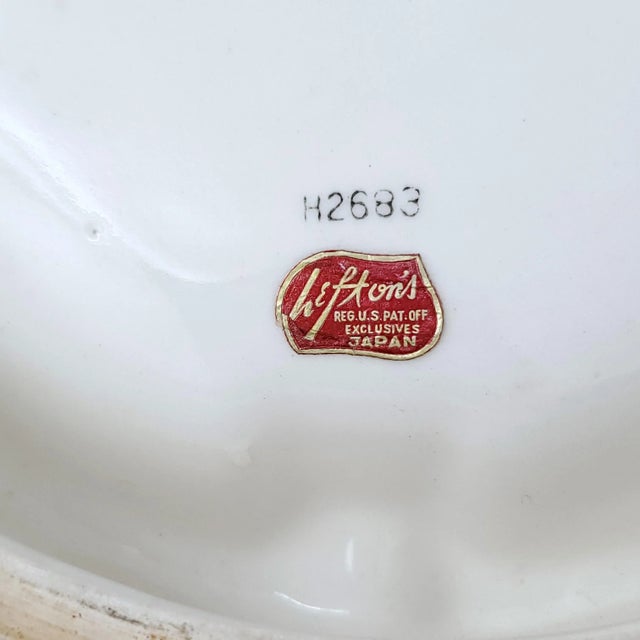 H2683
Lefton's
REG.U.S.PAT.OFF.
EXCLUSIVES
JAPAN